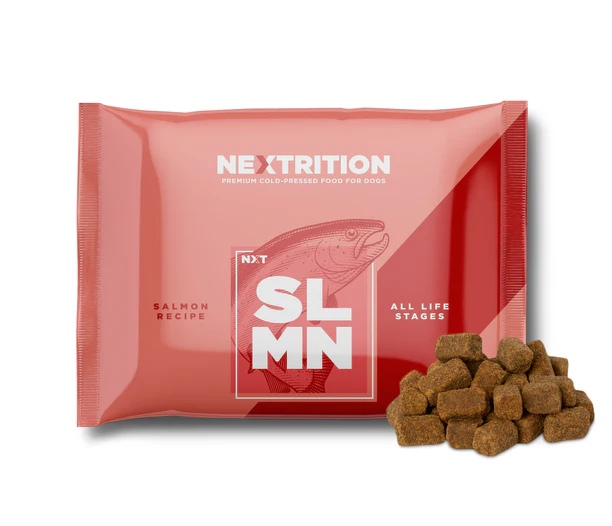 NEXTRITION
PREMIUM COLD-PRESSED FOOD FOR DOGS
NXT
SL
MN
SALMON
RECIPE
ALL LIFE
STAGES